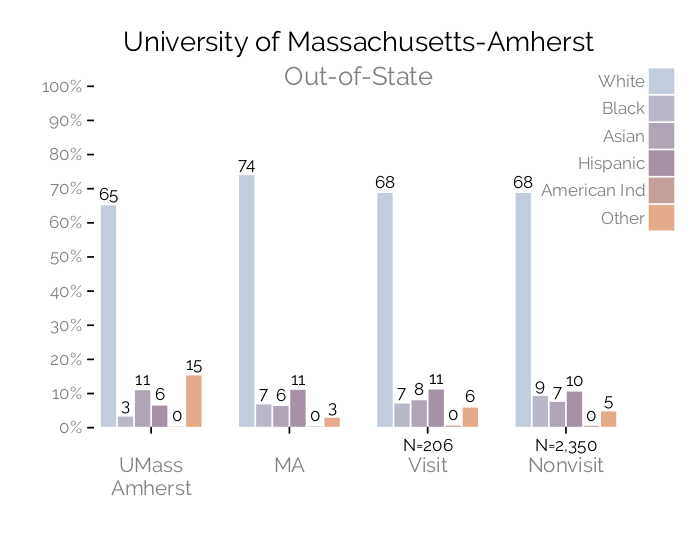 University of Massachusetts-Amherst
Out-of-State
White
Black
Asian
Hispanic
American Ind
Other
100%
90%
80%
70%
60%
50%
40%
30%
20%
10%
0%
65 3 11 6 0 15
74 7 6 11 0 3
68 7 8 11 0 6
68 9 7 10 0 5
N=206 N=2,350
UMass MA Visit Nonvisit
Amherst